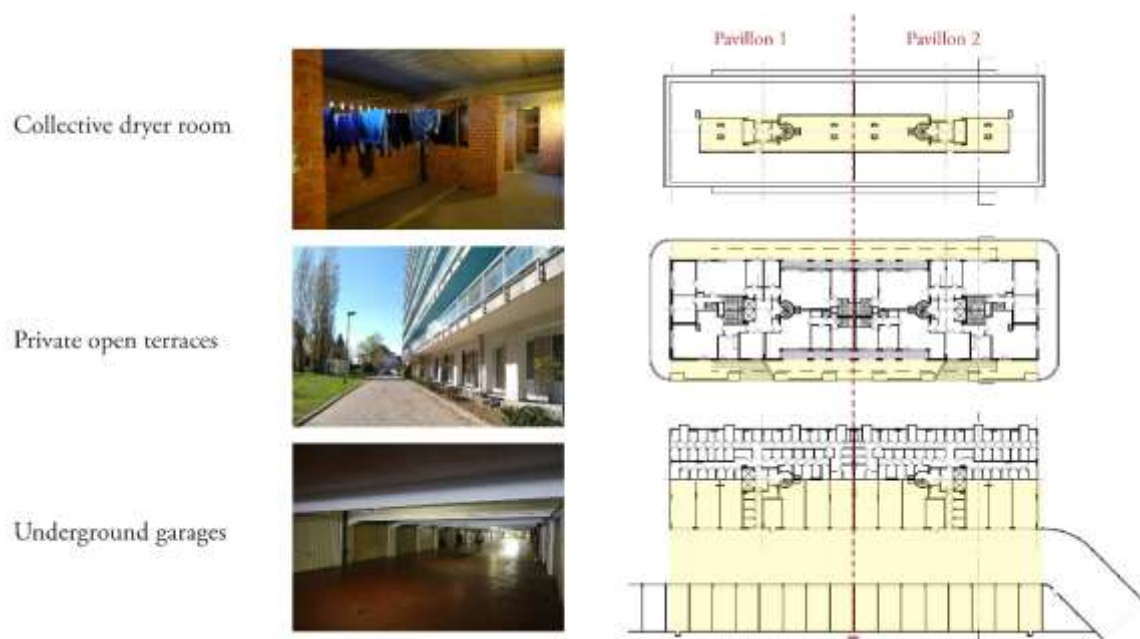 Pavillon 1
Pavillon 2
Collective dryer room
Private open terraces
Underground garages